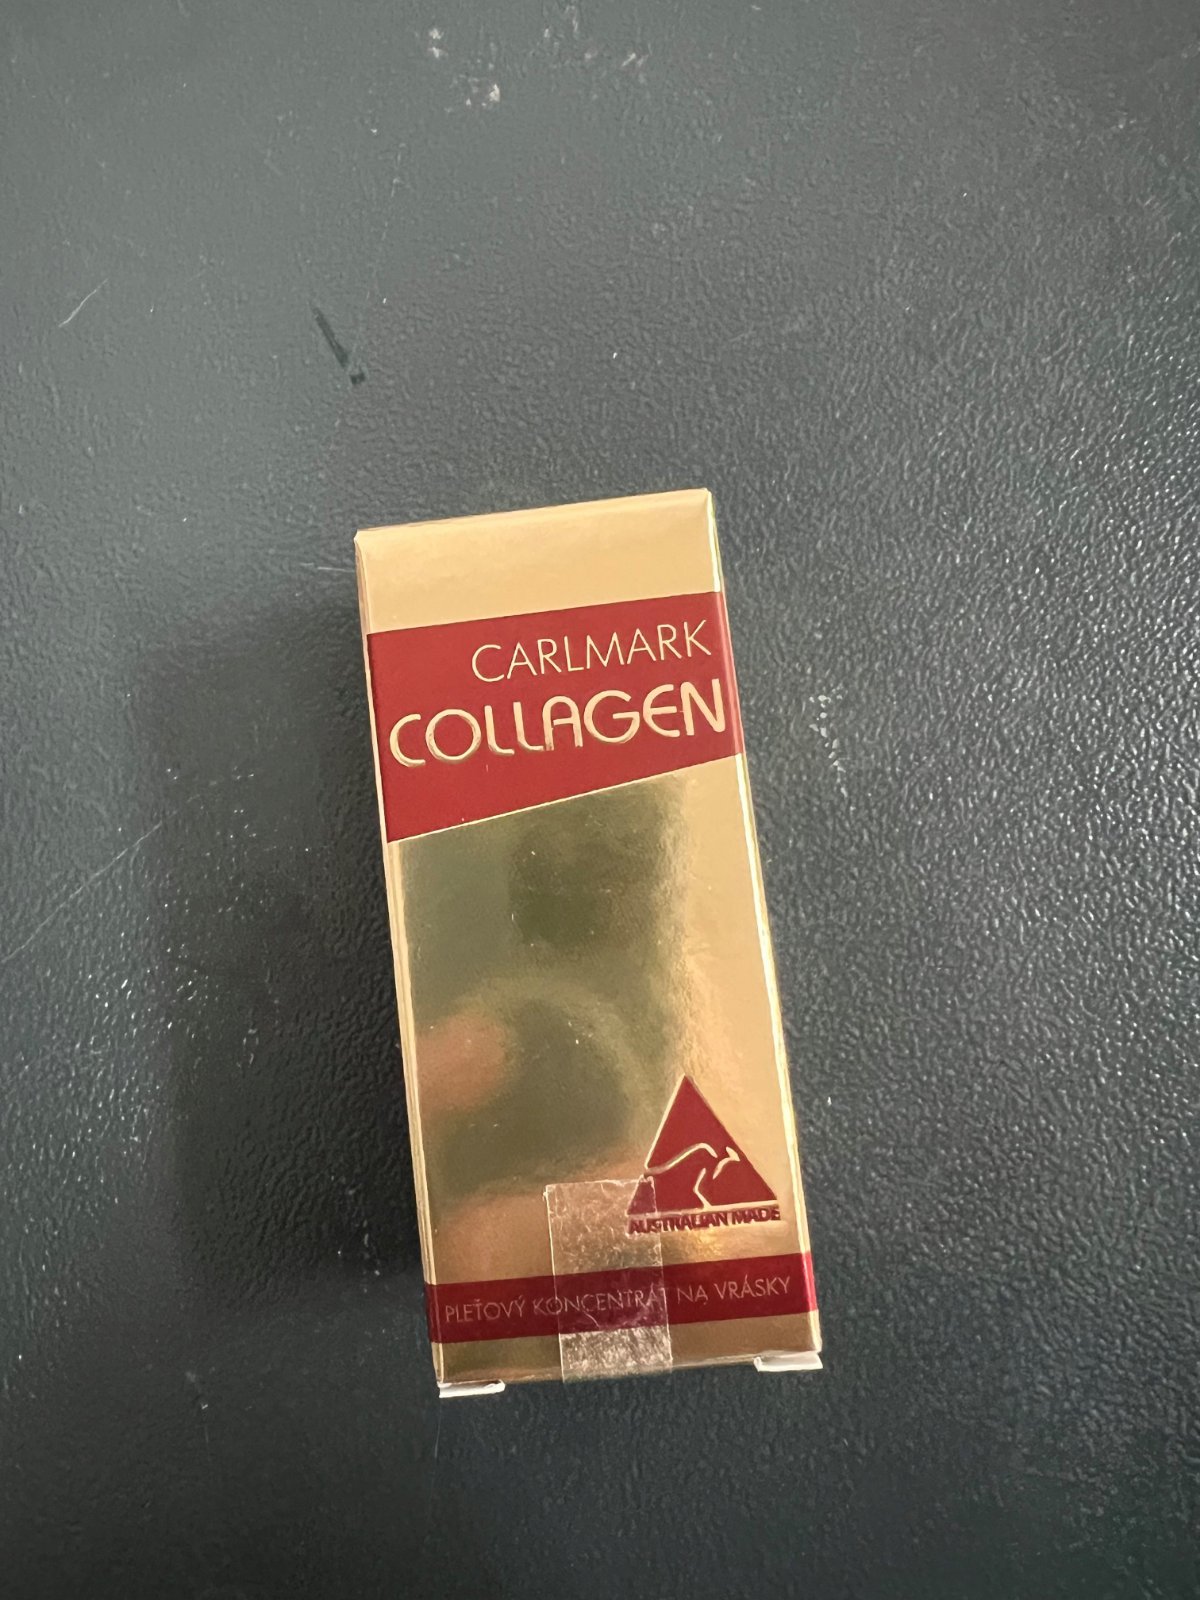 CARLMARK
COLLAGEN
AUSTRALIAN MADE
PLEŤOVÝ KONCENTRÁT NA VRÁSKY